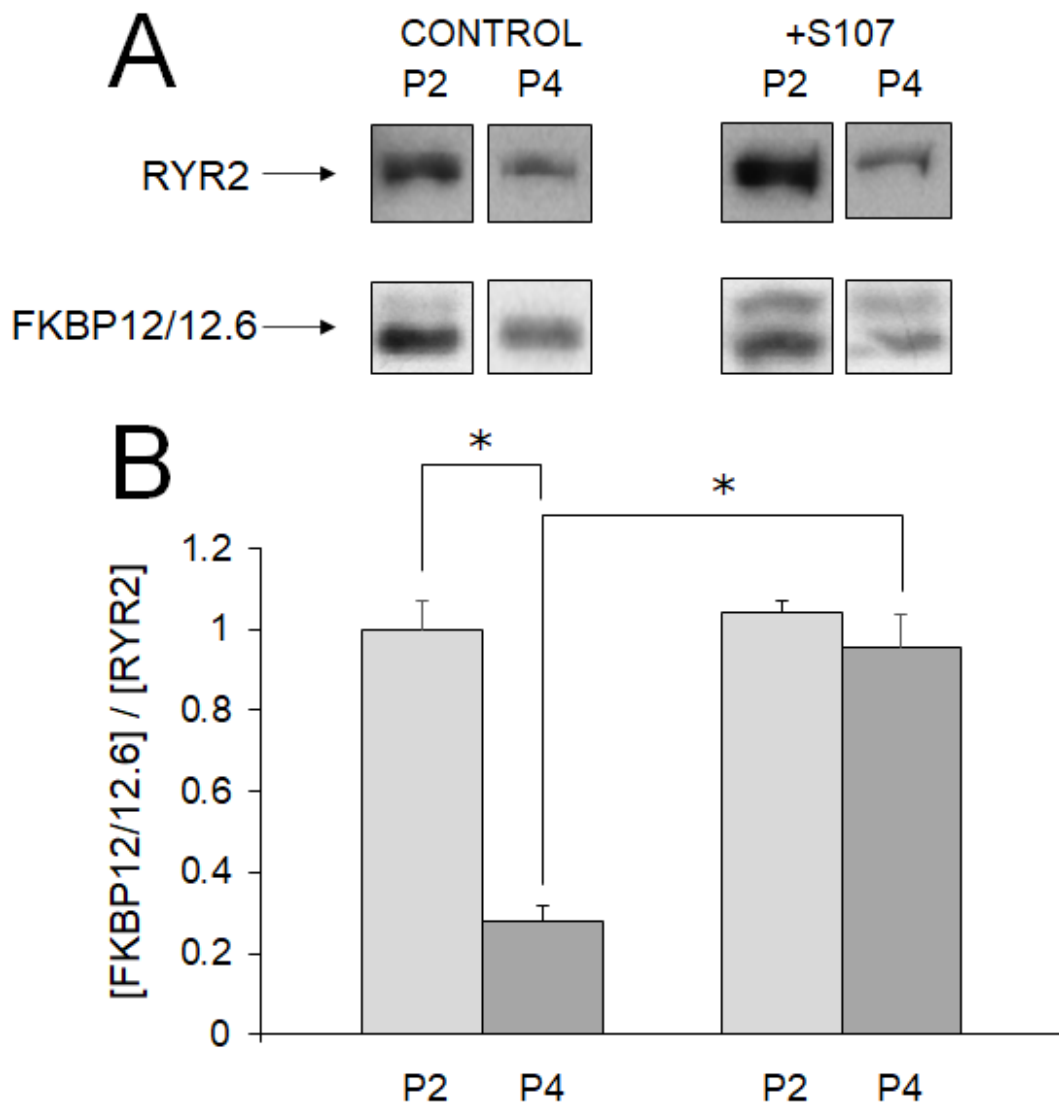 A
CONTROL +S107
P2 P4 P2 P4
RYR2
FKBP12/12.6
B
* *
[FKBP12/12.6] / [RYR2]
1.2
1
0.8
0.6
0.4
0.2
0
P2 P4 P2 P4